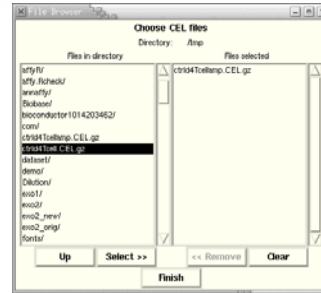 File Browser
Choose CEL files
Directory: /tmp
Files in directory
Files selected
affyR/
affy.Rcheck/
annaffy/
Biobase/
bioconductor1014203462/
com/
ctrld4Tcellamp.CEL.gz
ctrld4Tcell.CEL.gz
dataset/
demo/
Dilution/
exo1/
exo2/
exo2_new/
exo2_orig/
fonts/
ctrld4Tcellamp.CEL.gz
Up
Select >>
<< Remove
Clear
Finish